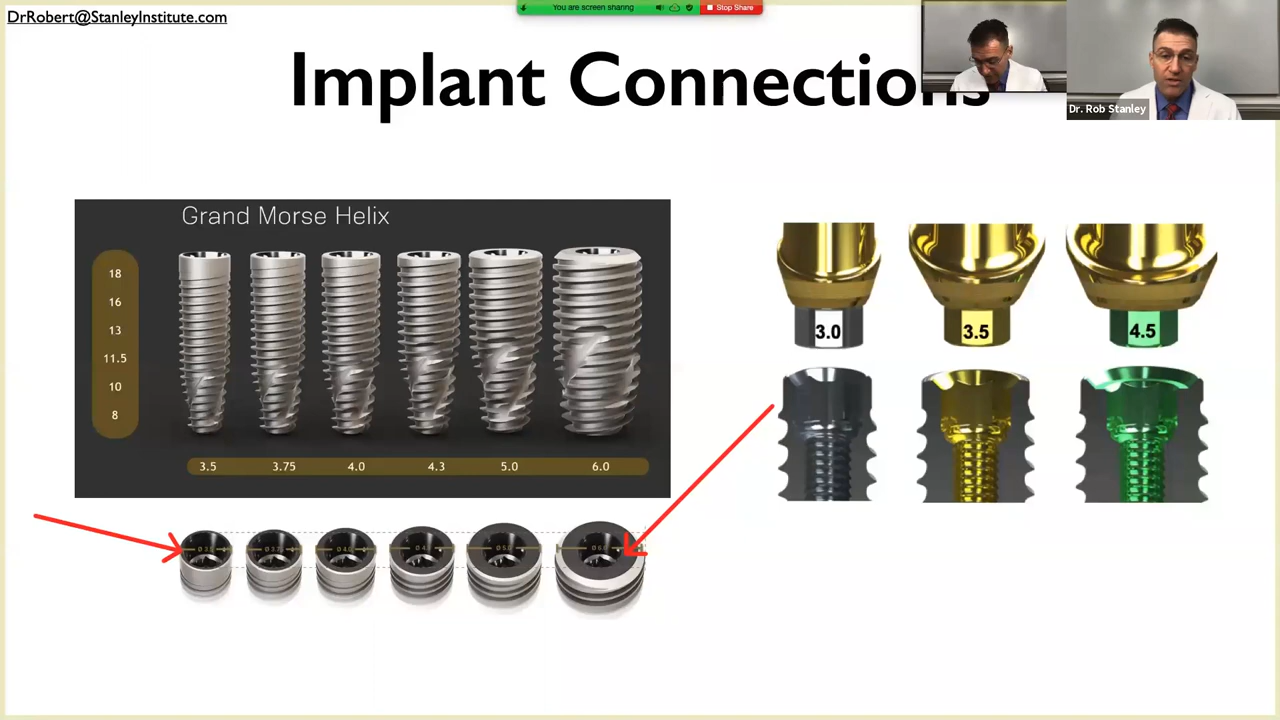 DrRobert@StanleyInstitute.com
You are screen sharing
Stop Share
Implant Connections
Dr. Rob Stanley
Grand Morse Helix
18
16
13
11.5
10
8
3.5 3.75 4.0 4.3 5.0 6.0
3.0 3.5 4.5